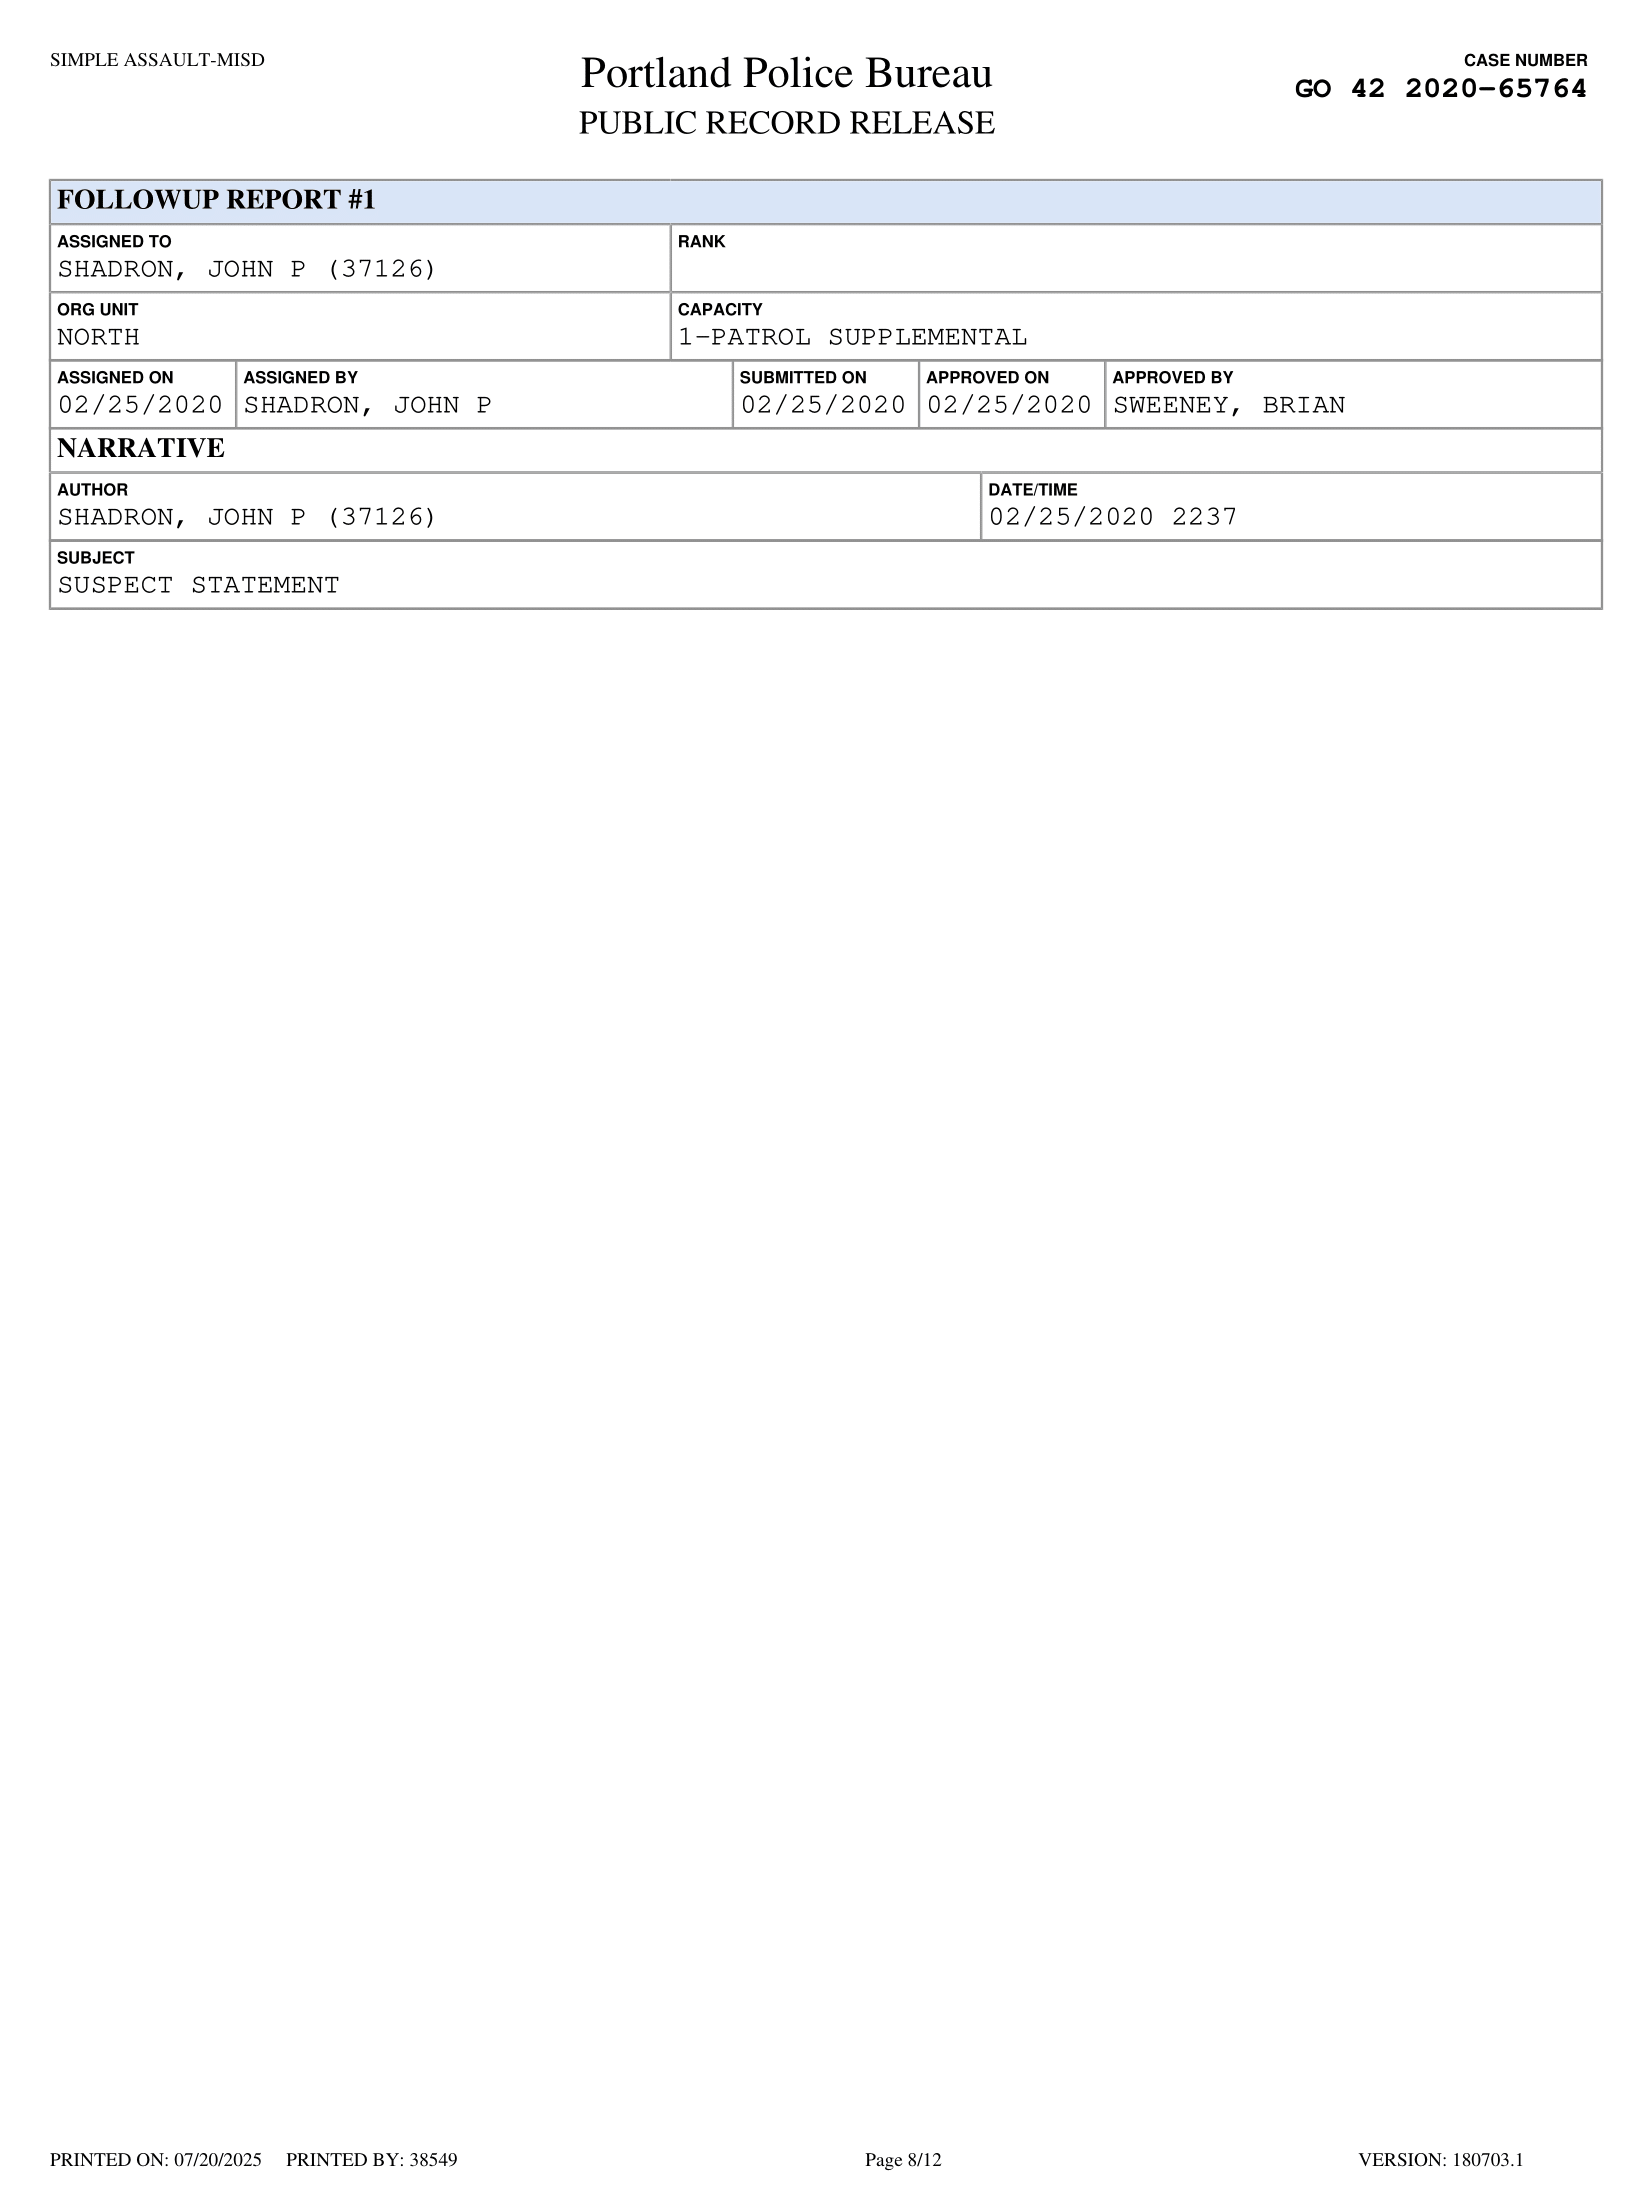 SIMPLE ASSAULT-MISD
Portland Police Bureau
PUBLIC RECORD RELEASE
CASE NUMBER
GO 42 2020-65764
FOLLOWUP REPORT #1
ASSIGNED TO
SHADRON, JOHN P (37126)
RANK
ORG UNIT
NORTH
CAPACITY
1-PATROL SUPPLEMENTAL
ASSIGNED ON
02/25/2020
ASSIGNED BY
SHADRON, JOHN P
SUBMITTED ON
02/25/2020
APPROVED ON
02/25/2020
APPROVED BY
SWEENEY, BRIAN
NARRATIVE
AUTHOR
SHADRON, JOHN P (37126)
DATE/TIME
02/25/2020 2237
SUBJECT
SUSPECT STATEMENT
PRINTED ON: 07/20/2025 PRINTED BY: 38549
Page 8/12
VERSION: 180703.1